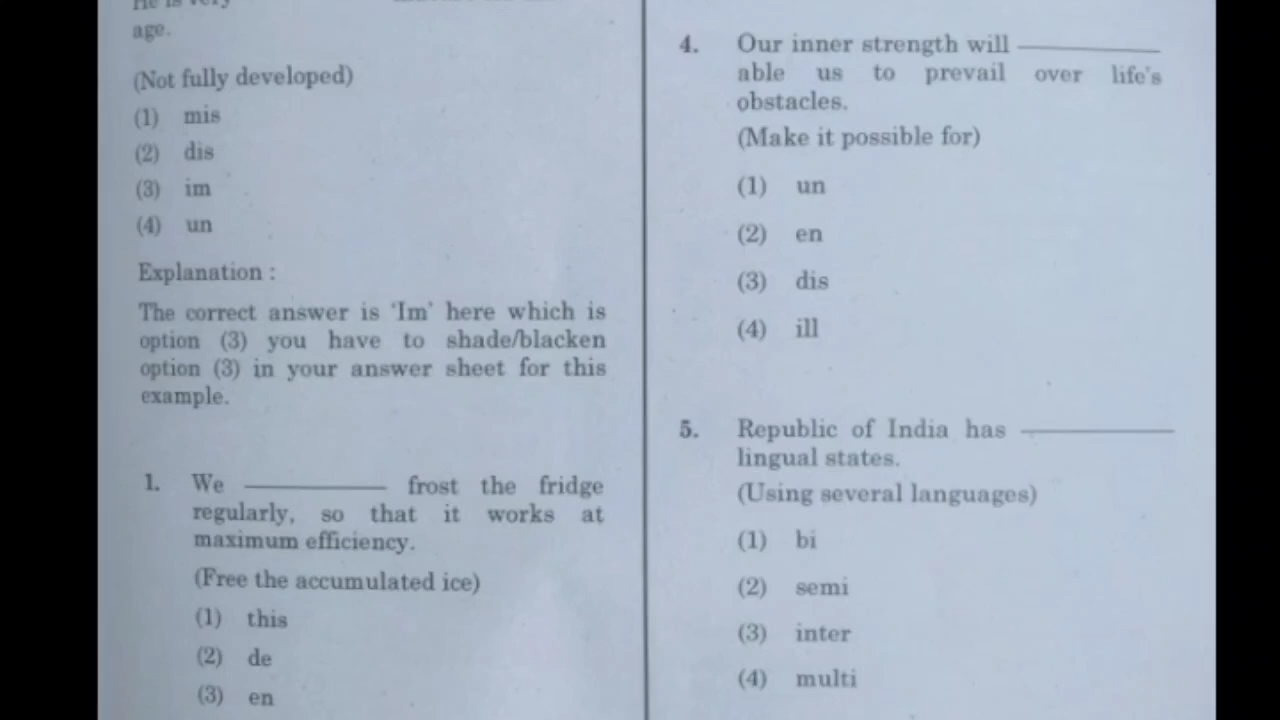 He is very
age.
(Not fully developed)
(1) mis
(2) dis
(3) im
(4) un
Explanation :
The correct answer is 'Im' here which is
option (3) you have to shade/blacken
option (3) in your answer sheet for this
example.
1. We ________ frost the fridge
regularly, so that it works at
maximum efficiency.
(Free the accumulated ice)
(1) this
(2) de
(3) en
4. Our inner strength will ________
able us to prevail over life's
obstacles.
(Make it possible for)
(1) un
(2) en
(3) dis
(4) ill
5. Republic of India has ________
lingual states.
(Using several languages)
(1) bi
(2) semi
(3) inter
(4) multi